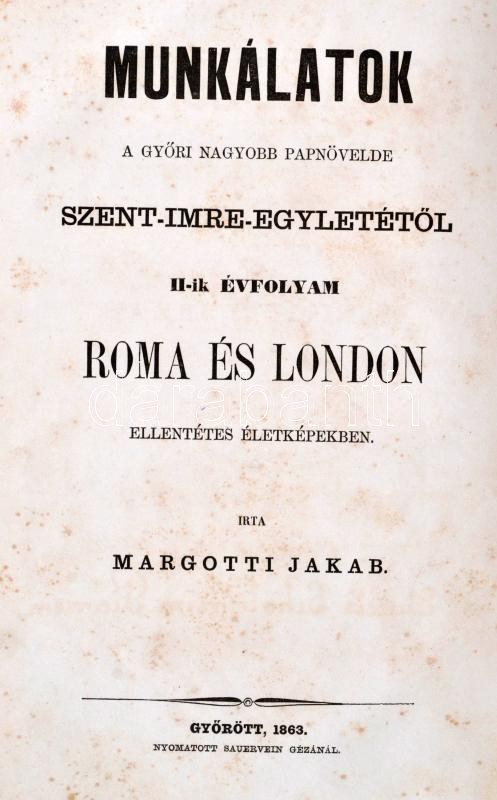 MUNKÁLATOK
A GYŐRI NAGYOBB PAPNÖVELDE
SZENT-IMRE-EGYLETÉTŐL
II-ik ÉVFOLYAM
ROMA ÉS LONDON
darabanth
ELLENTÉTES ÉLETKÉPEKBEN.
IRTA
MARGOTTI JAKAB.
GYŐRÖTT, 1863.
NYOMATOTT SAUERVEIN GÉZÁNÁL.